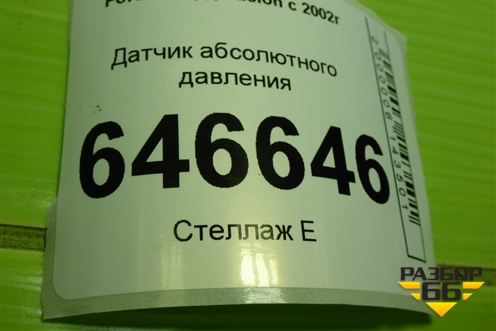 с 2002г
Датчик абсолютного
давления
646646
Стеллаж Е
РАЗБОР
66